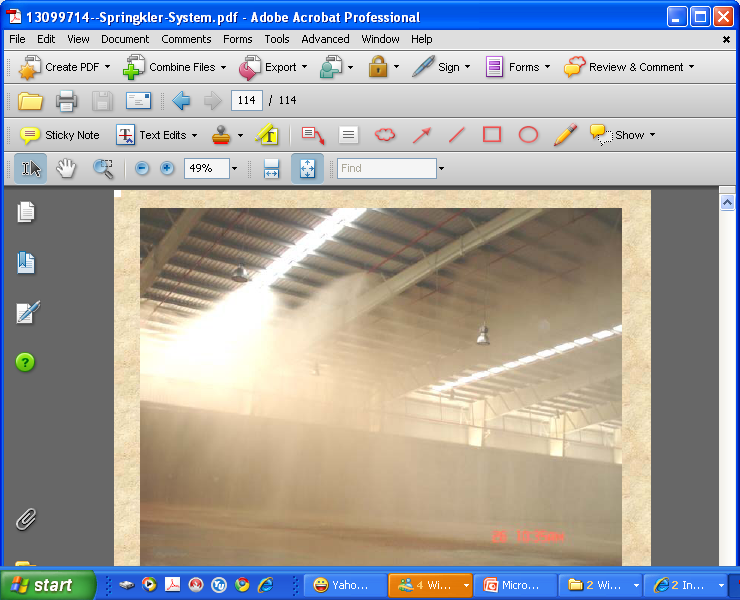 13099714--Springkler-System.pdf - Adobe Acrobat Professional
File Edit View Document Comments Forms Tools Advanced Window Help
Create PDF Combine Files Export Sign Forms Review & Comment
114 / 114
Sticky Note Text Edits Show
49% Find
start Yaho... 4 Wi... Micro... 2 Wi... 2 In...